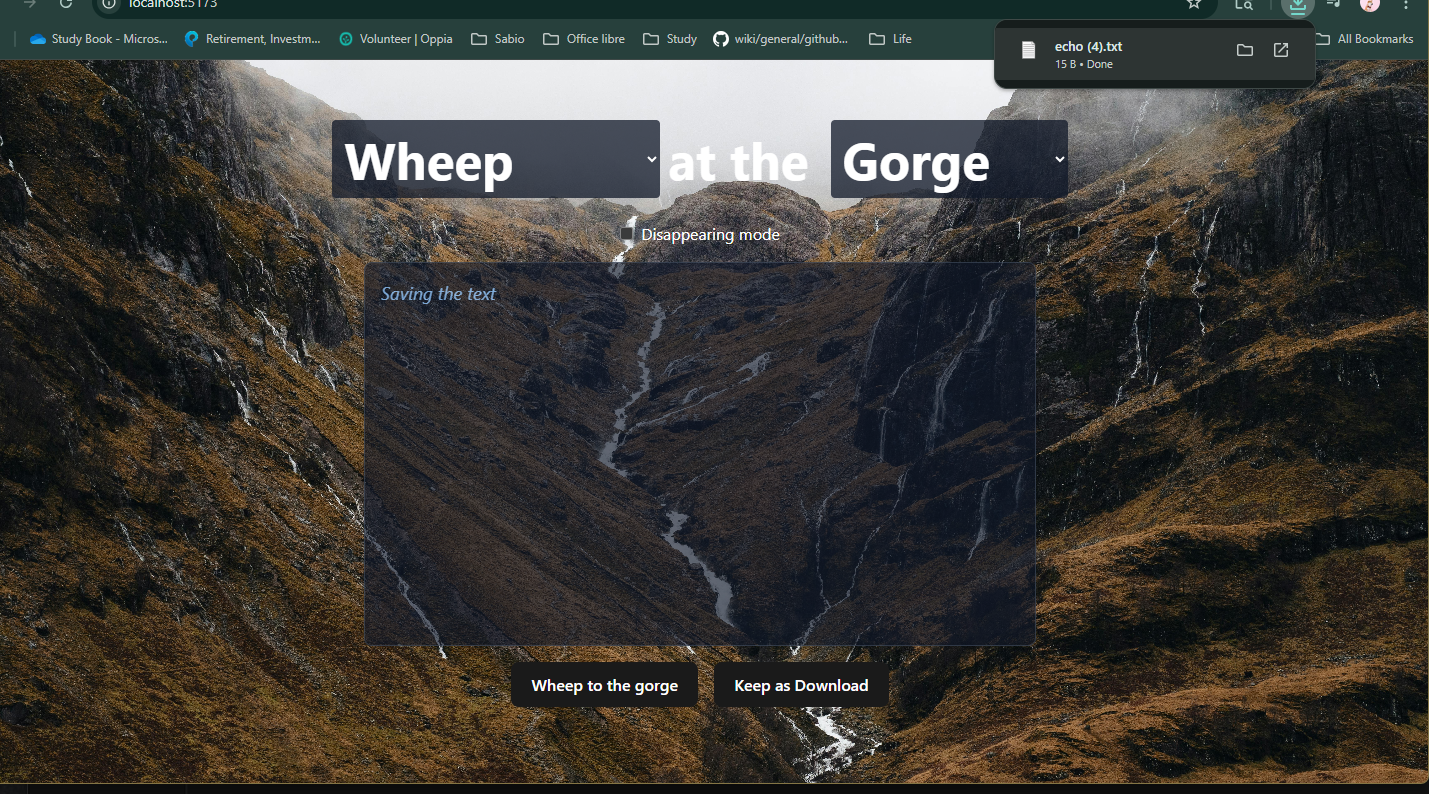 localhost:5173
Study Book - Micros...
Retirement, Investm...
Volunteer | Oppia
Sabio
Office libre
Study
wiki/general/github...
Life
All Bookmarks
echo (4).txt
15 B • Done
Wheep at the Gorge
Disappearing mode
Saving the text
Wheep to the gorge
Keep as Download